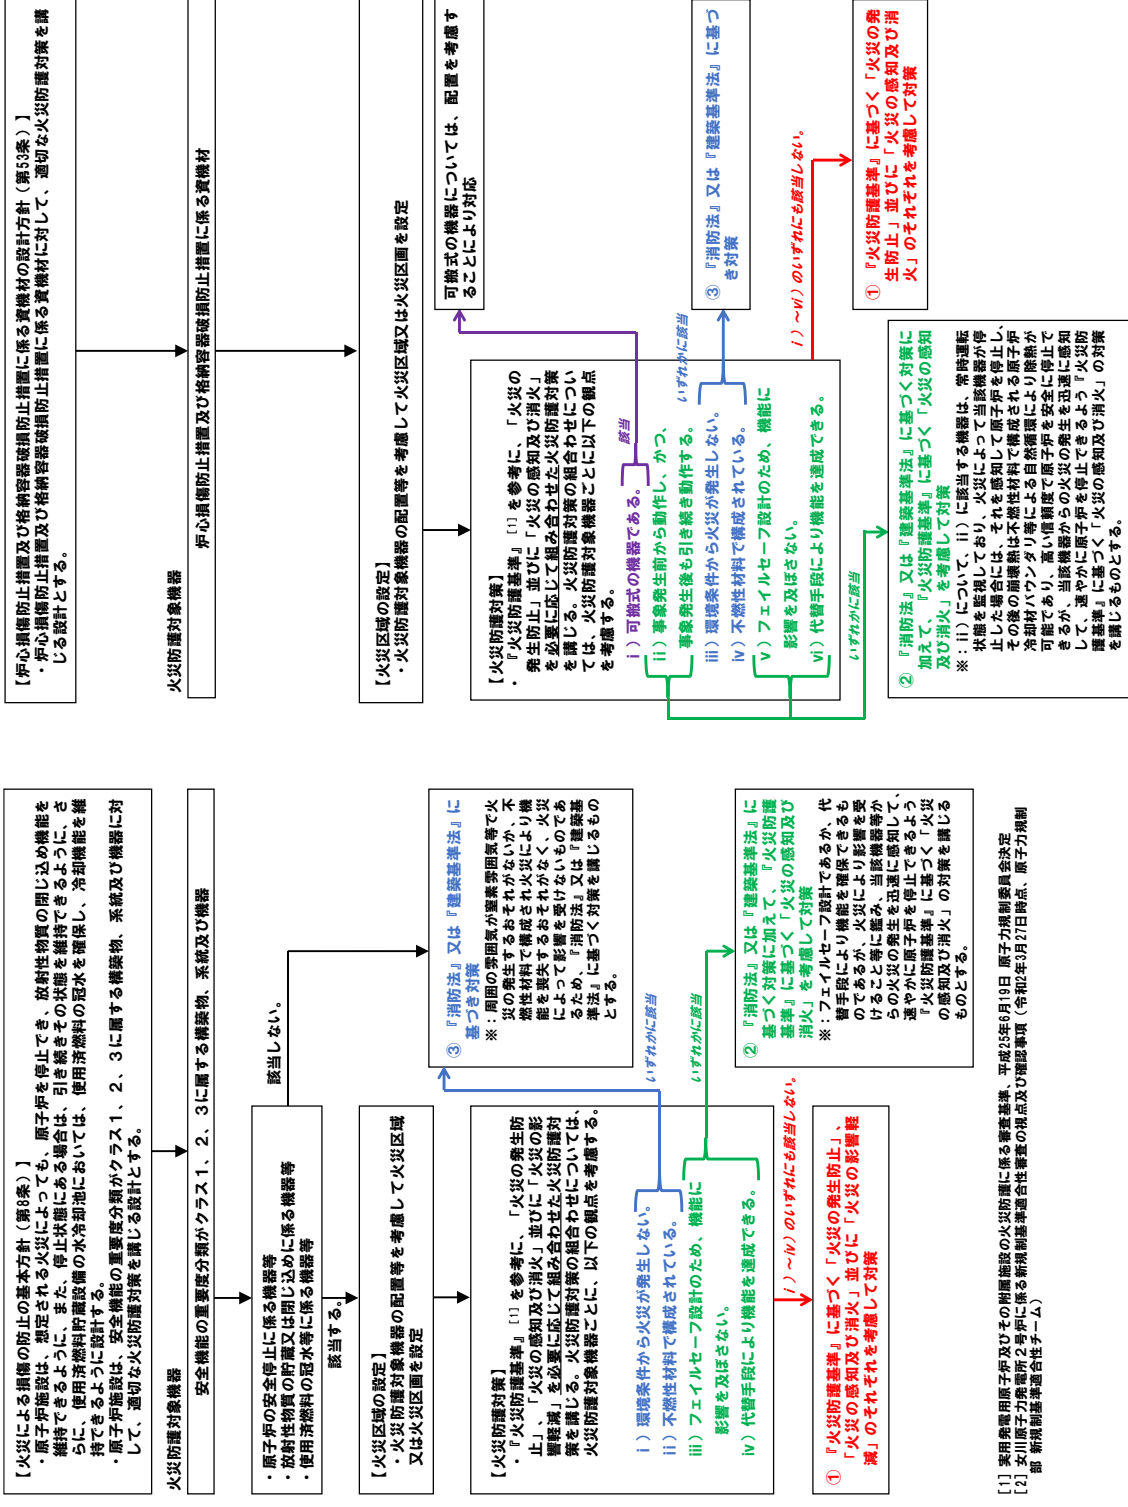 【火災による損傷の防止の基本方針（第8条）】
・原子炉施設は、想定される火災によっても、原子炉を停止でき、放射性物質の閉じ込め機能を
維持できるように、また、停止状態にある場合は、引き続きその状態を維持できるように、さ
らに、使用済燃料貯蔵設備の水冷却池においては、使用済燃料の冠水を確保し、冷却機能を維
持できるように設計する。
・原子炉施設は、安全機能の重要度分類がクラス１、２、３に属する構築物、系統及び機器に対
して、適切な火災防護対策を講じる設計とする。
火災防護対象機器
安全機能の重要度分類がクラス１、２、３に属する構築物、系統及び機器
・原子炉の安全停止に係る機器等
・放射性物質の貯蔵又は閉じ込めに係る機器等
・使用済燃料の冠水等に係る機器等
該当しない。
該当する。
【火災区域の設定】
・火災防護対象機器の配置等を考慮して火災区域
又は火災区画を設定
③『消防法』又は『建築基準法』に
基づき対策
※：周囲の雰囲気が窒素雰囲気等で火
災の発生するおそれがないか、不
燃性材料で構成され火災により機
能を喪失するおそれがなく、火災
によって影響を受けないものであ
るため、『消防法』又は『建築基
準法』に基づく対策を講じるもの
とする。
【火災防護対策】
・『火災防護基準』[1] を参考に、「火災の発生防
止」、「火災の感知及び消火」並びに「火災の影
響軽減」を必要に応じて組み合わせた火災防護対
策を講じる。火災防護対策の組合わせについては、
火災防護対象機器ごとに、以下の観点を考慮する。
ⅰ）環境条件から火災が発生しない。
ⅱ）不燃性材料で構成されている。
ⅲ）フェイルセーフ設計のため、機能に
影響を及ぼさない。
ⅳ）代替手段により機能を達成できる。
いずれかに該当
いずれかに該当
②『消防法』又は『建築基準法』に
基づく対策に加えて、『火災防護
基準』に基づく「火災の感知及び
消火」を考慮して対策
※：フェイルセーフ設計であるか、代
替手段により機能を確保できるも
のであるが、火災により影響を受
けること等に鑑み、当該機器等か
らの火災の発生を迅速に感知して、
速やかに原子炉を停止できるよう
『火災防護基準』に基づく「火災
の感知及び消火」の対策を講じる
ものとする。
ⅰ）～ⅳ）のいずれにも該当しない。
①『火災防護基準』に基づく「火災の発生防止」、
「火災の感知及び消火」並びに「火災の影響軽
減」のそれぞれを考慮して対策
[1] 実用発電用原子炉及びその附属施設の火災防護に係る審査基準、平成25年6月19日 原子力規制委員会決定
[2] 女川原子力発電所２号炉に係る新規制基準適合性審査の視点及び確認事項（令和2年3月27日時点、原子力規制
部 新規制基準適合性チーム）
【炉心損傷防止措置及び格納容器破損防止措置に係る資機材の設計方針（第53条）】
・炉心損傷防止措置及び格納容器破損防止措置に係る資機材に対して、適切な火災防護対策を講
じる設計とする。
火災防護対象機器
炉心損傷防止措置及び格納容器破損防止措置に係る資機材
【火災区域の設定】
・火災防護対象機器の配置等を考慮して火災区域又は火災区画を設定
可搬式の機器については、配置を考慮す
ることにより対応
【火災防護対策】
・『火災防護基準』[1] を参考に、「火災の
発生防止」並びに「火災の感知及び消火」
を必要に応じて組み合わせた火災防護対策
を講じる。火災防護対策の組合わせについ
ては、火災防護対象機器ごとに以下の観点
を考慮する。
ⅰ）可搬式の機器である。
ⅱ）事象発生前から動作し、かつ、
事象発生後も引き続き動作する。
ⅲ）環境条件から火災が発生しない。
ⅳ）不燃性材料で構成されている。
ⅴ）フェイルセーフ設計のため、機能に
影響を及ぼさない。
ⅵ）代替手段により機能を達成できる。
該当
いずれかに該当
③『消防法』又は『建築基準法』に基づ
き対策
ⅰ）～ⅵ）のいずれにも該当しない。
①『火災防護基準』に基づく「火災の発
生防止」並びに「火災の感知及び消
火」のそれぞれを考慮して対策
いずれかに該当
②『消防法』又は『建築基準法』に基づく対策に
加えて、『火災防護基準』に基づく「火災の感知
及び消火」を考慮して対策
※：ⅱ）について、ⅱ）に該当する機器は、常時運転
状態を監視しており、火災によって当該機器が停
止した場合には、それを感知して原子炉を停止し、
その後の崩壊熱は不燃性材料で構成される原子炉
冷却材バウンダリ等による自然循環により除熱が
可能であり、高い信頼度で原子炉を安全に停止で
きるが、当該機器からの火災の発生を迅速に感知
して、速やかに原子炉を停止できるよう『火災防
護基準』に基づく「火災の感知及び消火」の対策
を講じるものとする。